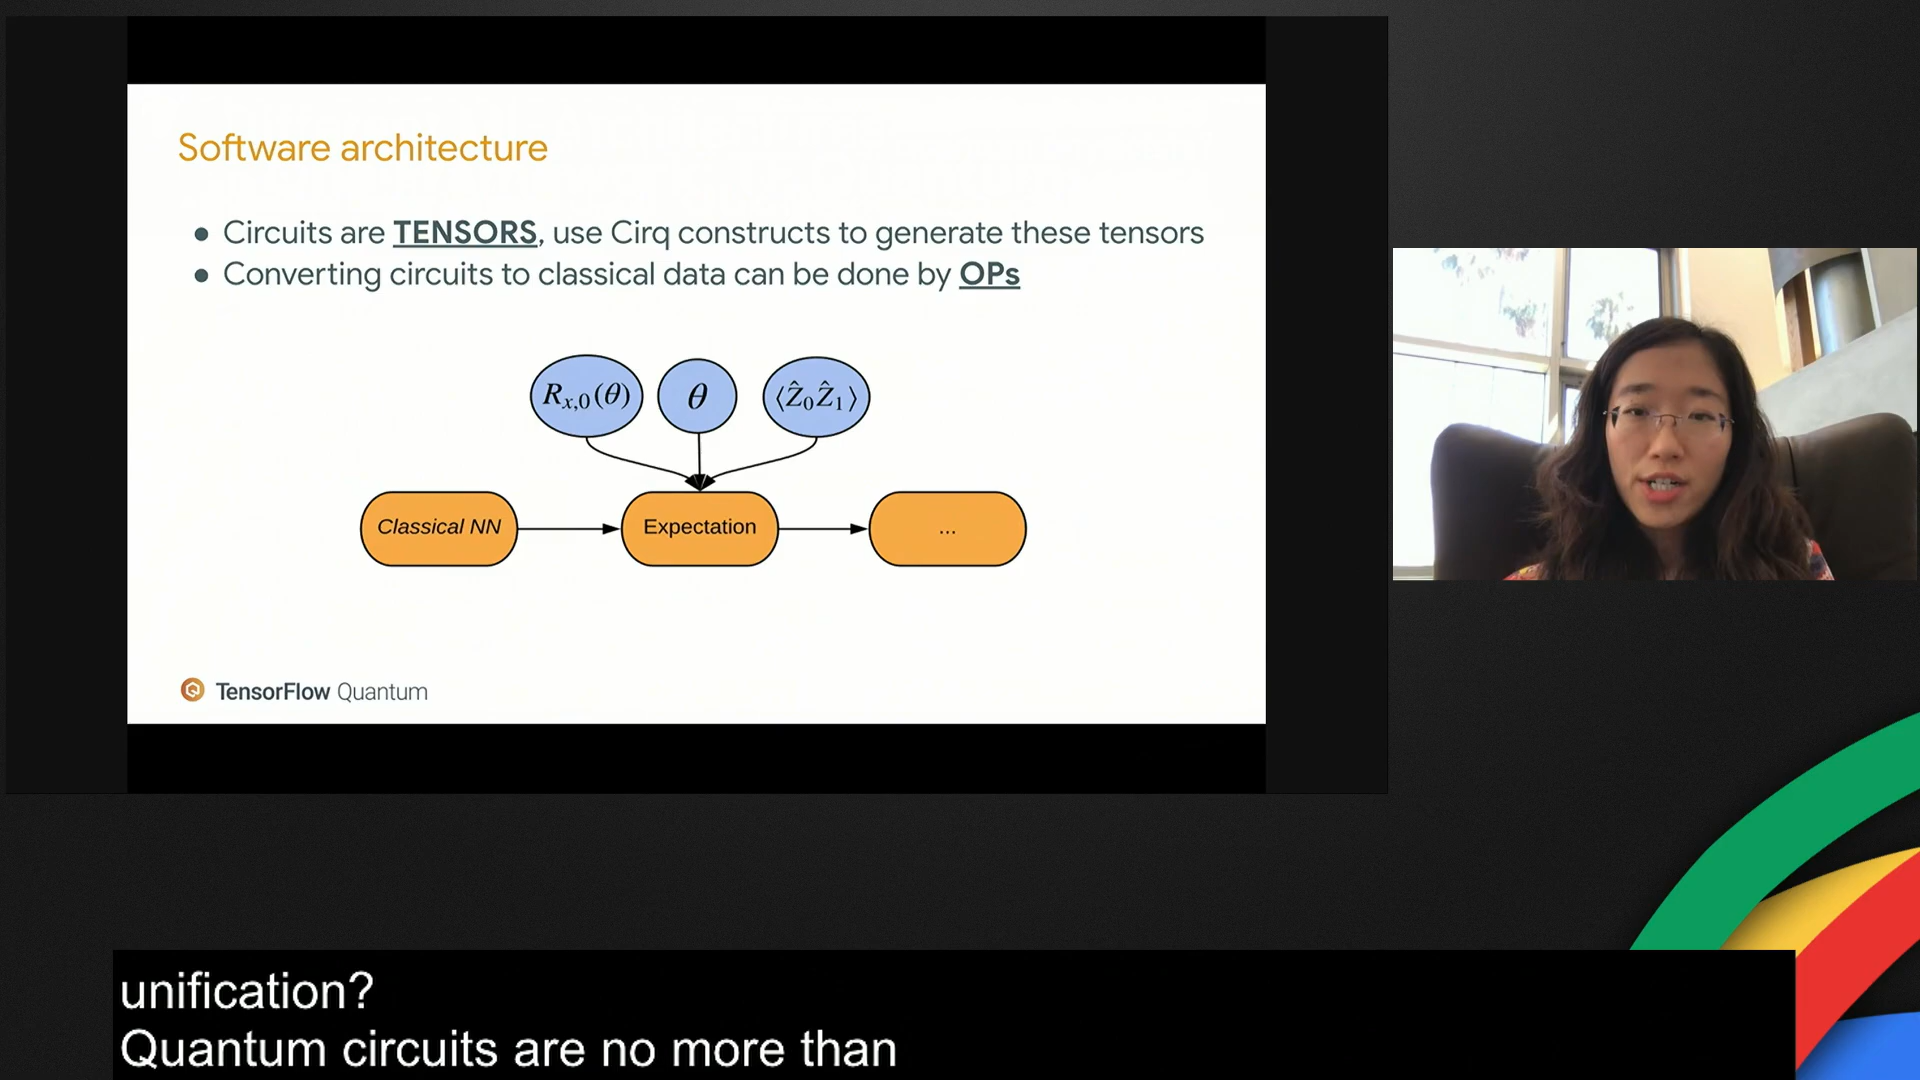 Software architecture
● Circuits are TENSORS, use Cirq constructs to generate these tensors
● Converting circuits to classical data can be done by OPs
Rx,0(θ) θ ⟨Ẑ0Ẑ1⟩
Classical NN Expectation ...
TensorFlow Quantum
unification?
Quantum circuits are no more than